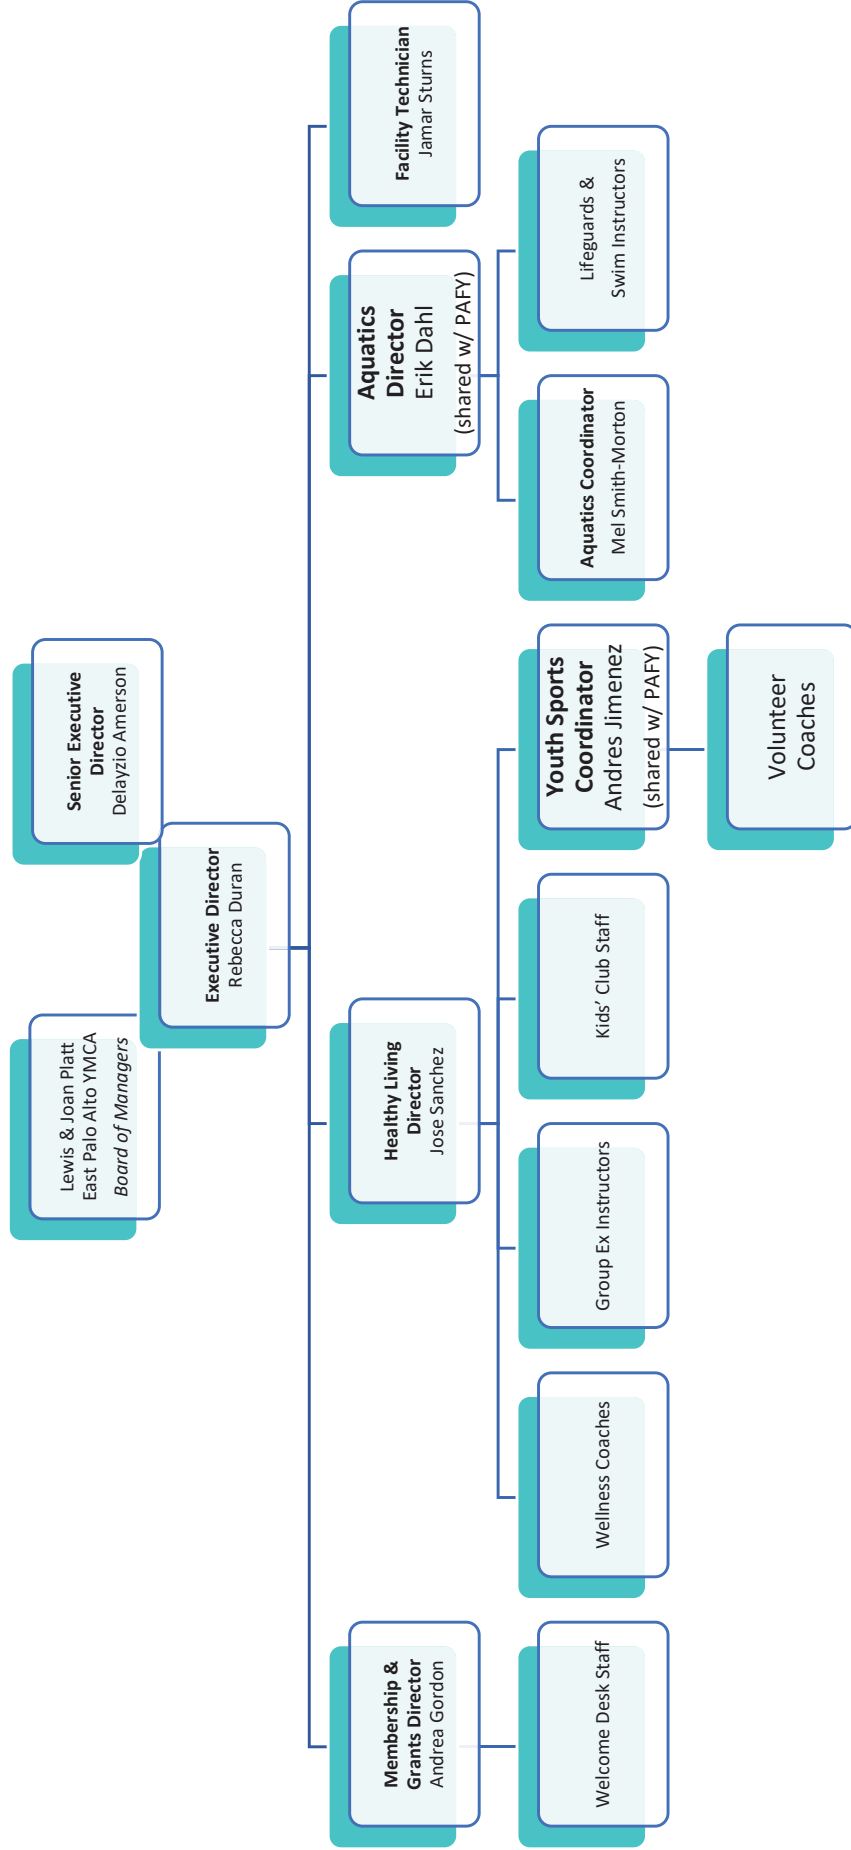 Lewis & Joan Platt
East Palo Alto YMCA
Board of Managers
Senior Executive
Director
Delayzio Amerson
Executive Director
Rebecca Duran
Membership &
Grants Director
Andrea Gordon
Healthy Living
Director
Jose Sanchez
Aquatics
Director
Erik Dahl
(shared w/ PAFY)
Facility Technician
Jamar Sturns
Welcome Desk Staff
Wellness Coaches
Group Ex Instructors
Kids’ Club Staff
Youth Sports
Coordinator
Andres Jimenez
(shared w/ PAFY)
Aquatics Coordinator
Mel Smith-Morton
Lifeguards &
Swim Instructors
Volunteer
Coaches